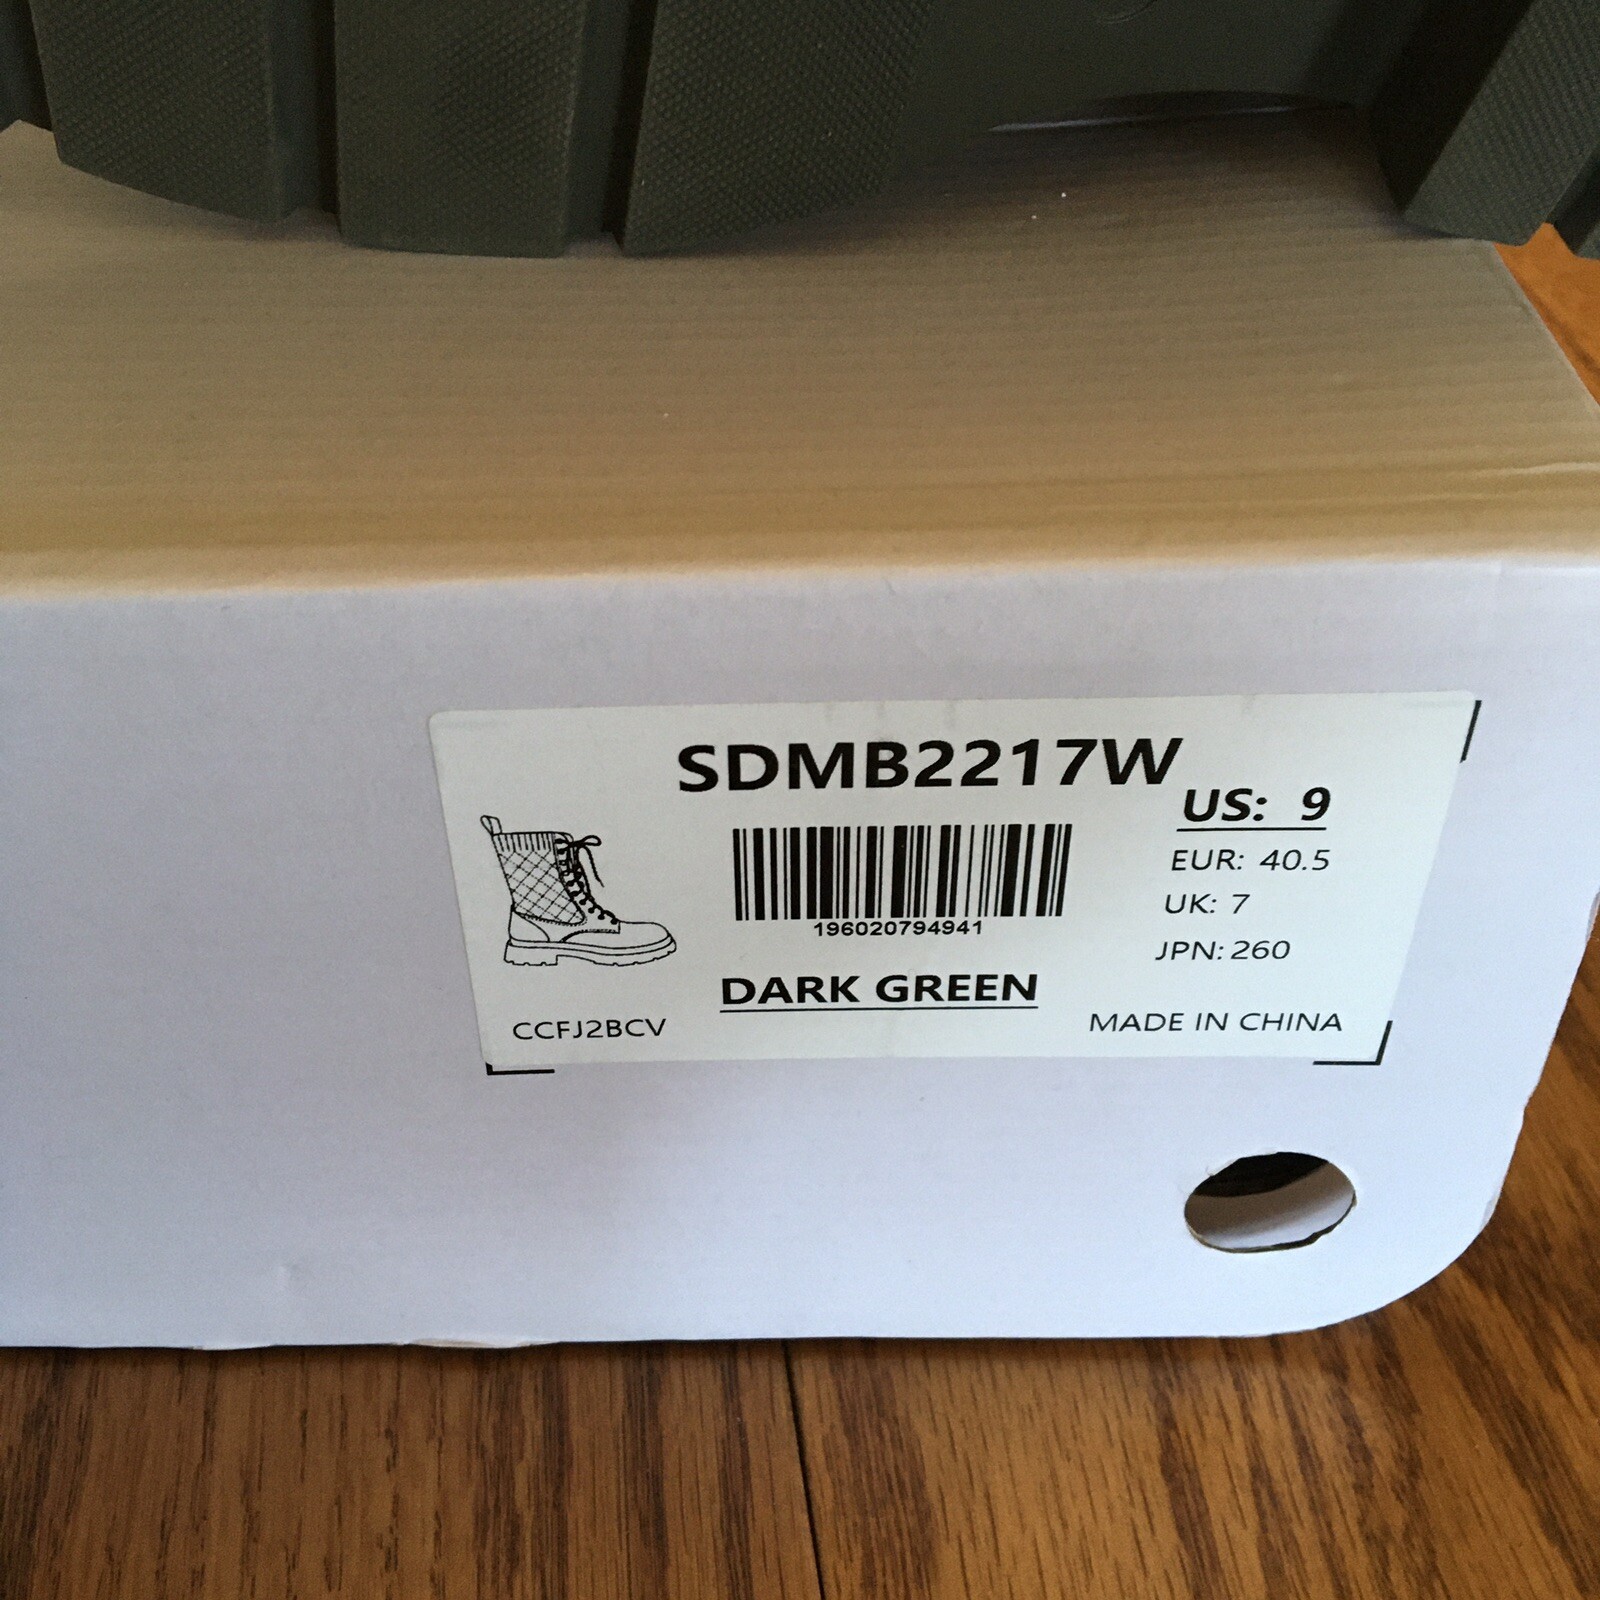 SDMB2217W
US: 9
EUR: 40.5
UK: 7
JPN: 260
196020794941
DARK GREEN
CCFJ2BCV
MADE IN CHINA